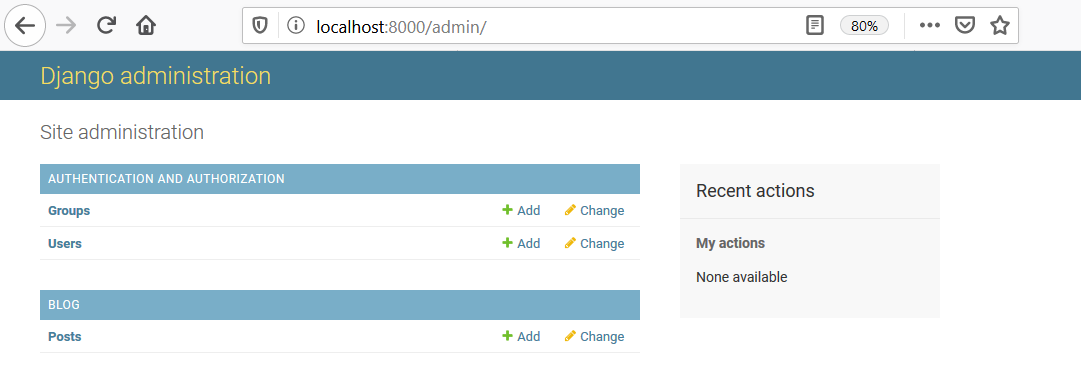 localhost:8000/admin/
80%
Django administration
Site administration
AUTHENTICATION AND AUTHORIZATION
Groups Add Change
Users Add Change
BLOG
Posts Add Change
Recent actions
My actions
None available